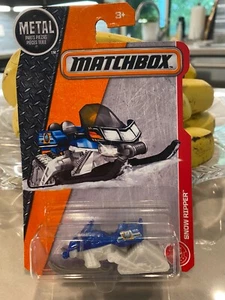 METAL
3+
MATCHBOX
SNOW RIPPER